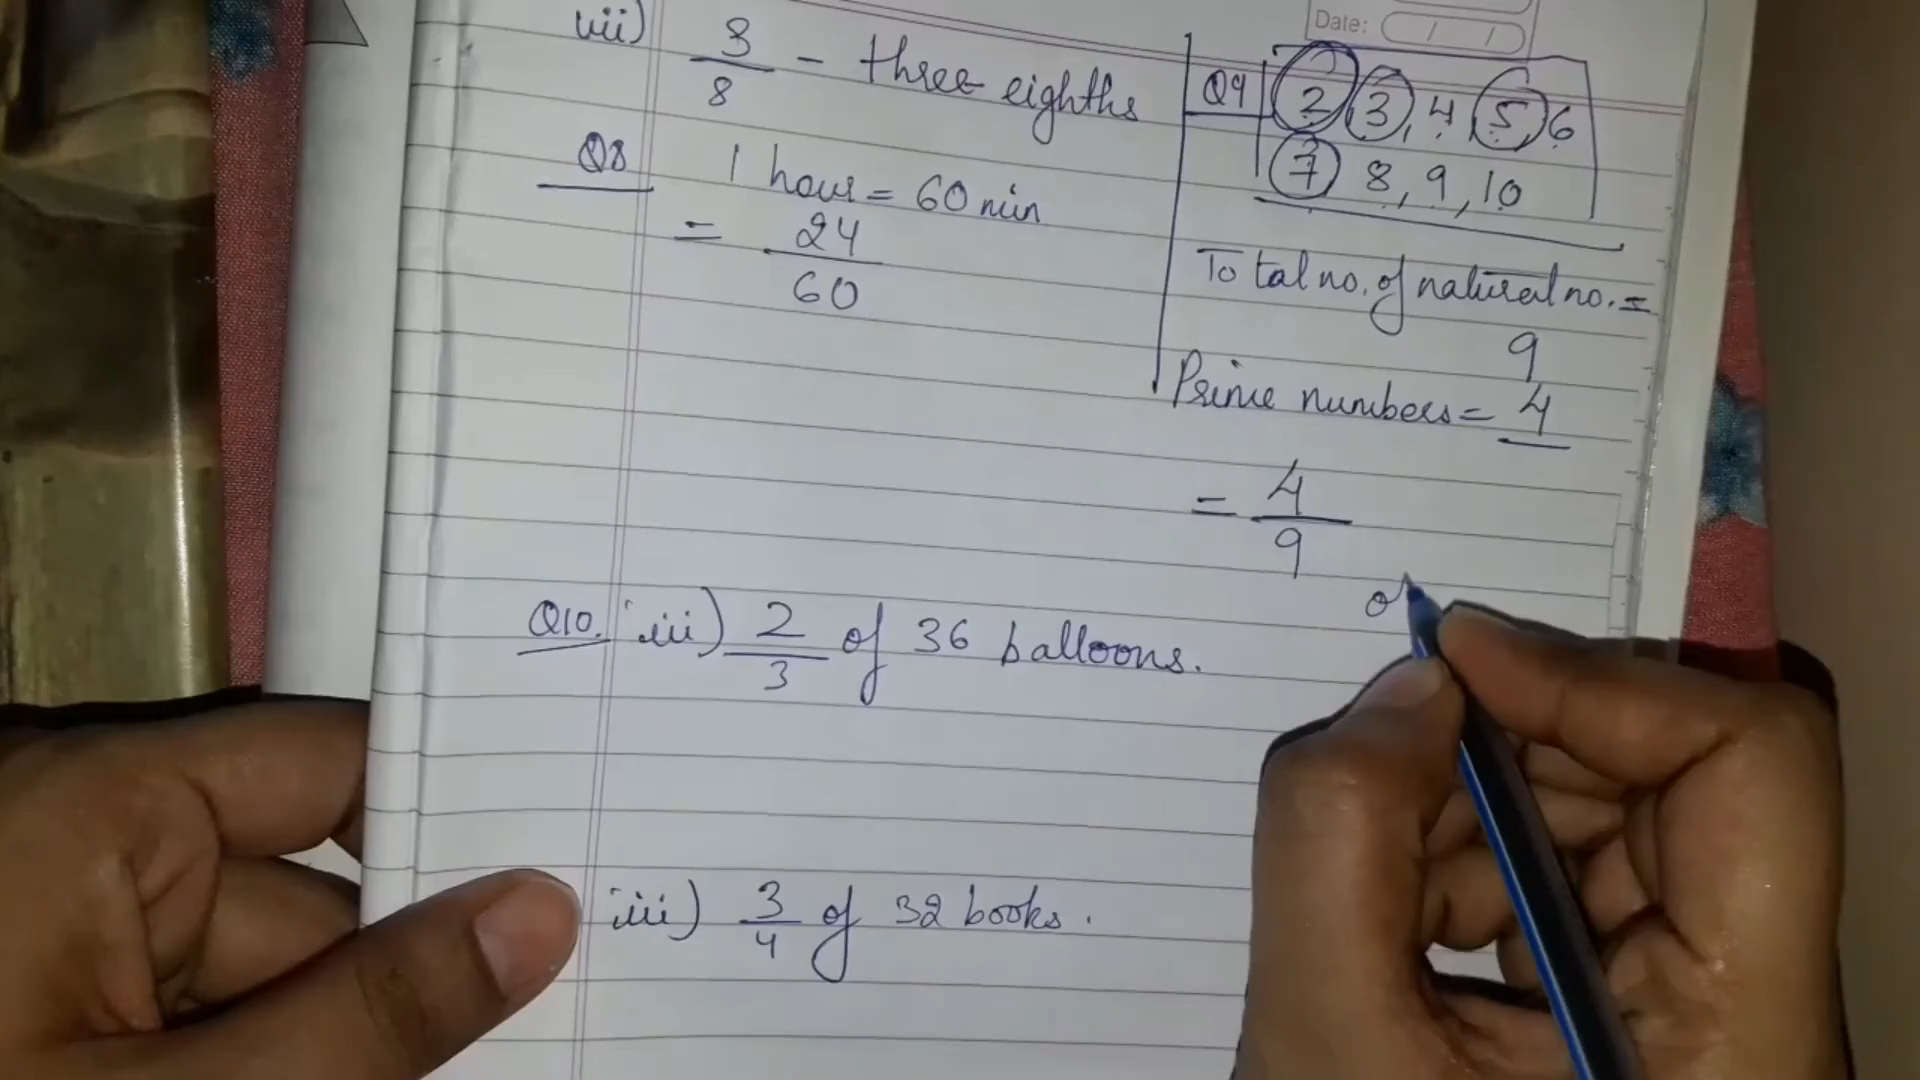 Date: / /
vii) 3/8 - three eighths
Q8 1 hour = 60 min
= 24/60
Q9 2 3, 4 5, 6
7 8, 9, 10
Total no. of natural no. =
9
Prime numbers = 4
= 4/9
of
Q10. iii) 2/3 of 36 balloons.
iii) 3/4 of 32 books.